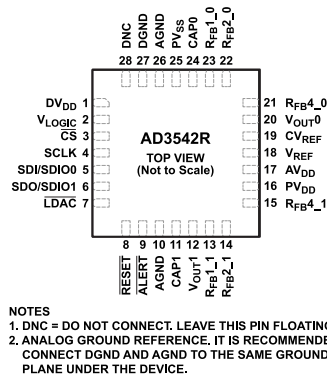 DNC DGND AGND PVSS CAP0 RFB1_0 RFB2_0
28 27 26 25 24 23 22
DVDD 1
VLOGIC 2
CS 3
SCLK 4
SDI/SDIO0 5
SDO/SDIO1 6
LDAC 7
AD3542R
TOP VIEW
(Not to Scale)
21 RFB4_0
20 VOUT0
19 CVREF
18 VREF
17 AVDD
16 PVDD
15 RFB4_1
8 9 10 11 12 13 14
RESET ALERT AGND CAP1 VOUT1 RFB1_1 RFB2_1
NOTES
1. DNC = DO NOT CONNECT. LEAVE THIS PIN FLOATING
2. ANALOG GROUND REFERENCE. IT IS RECOMMENDE
CONNECT DGND AND AGND TO THE SAME GROUND
PLANE UNDER THE DEVICE.